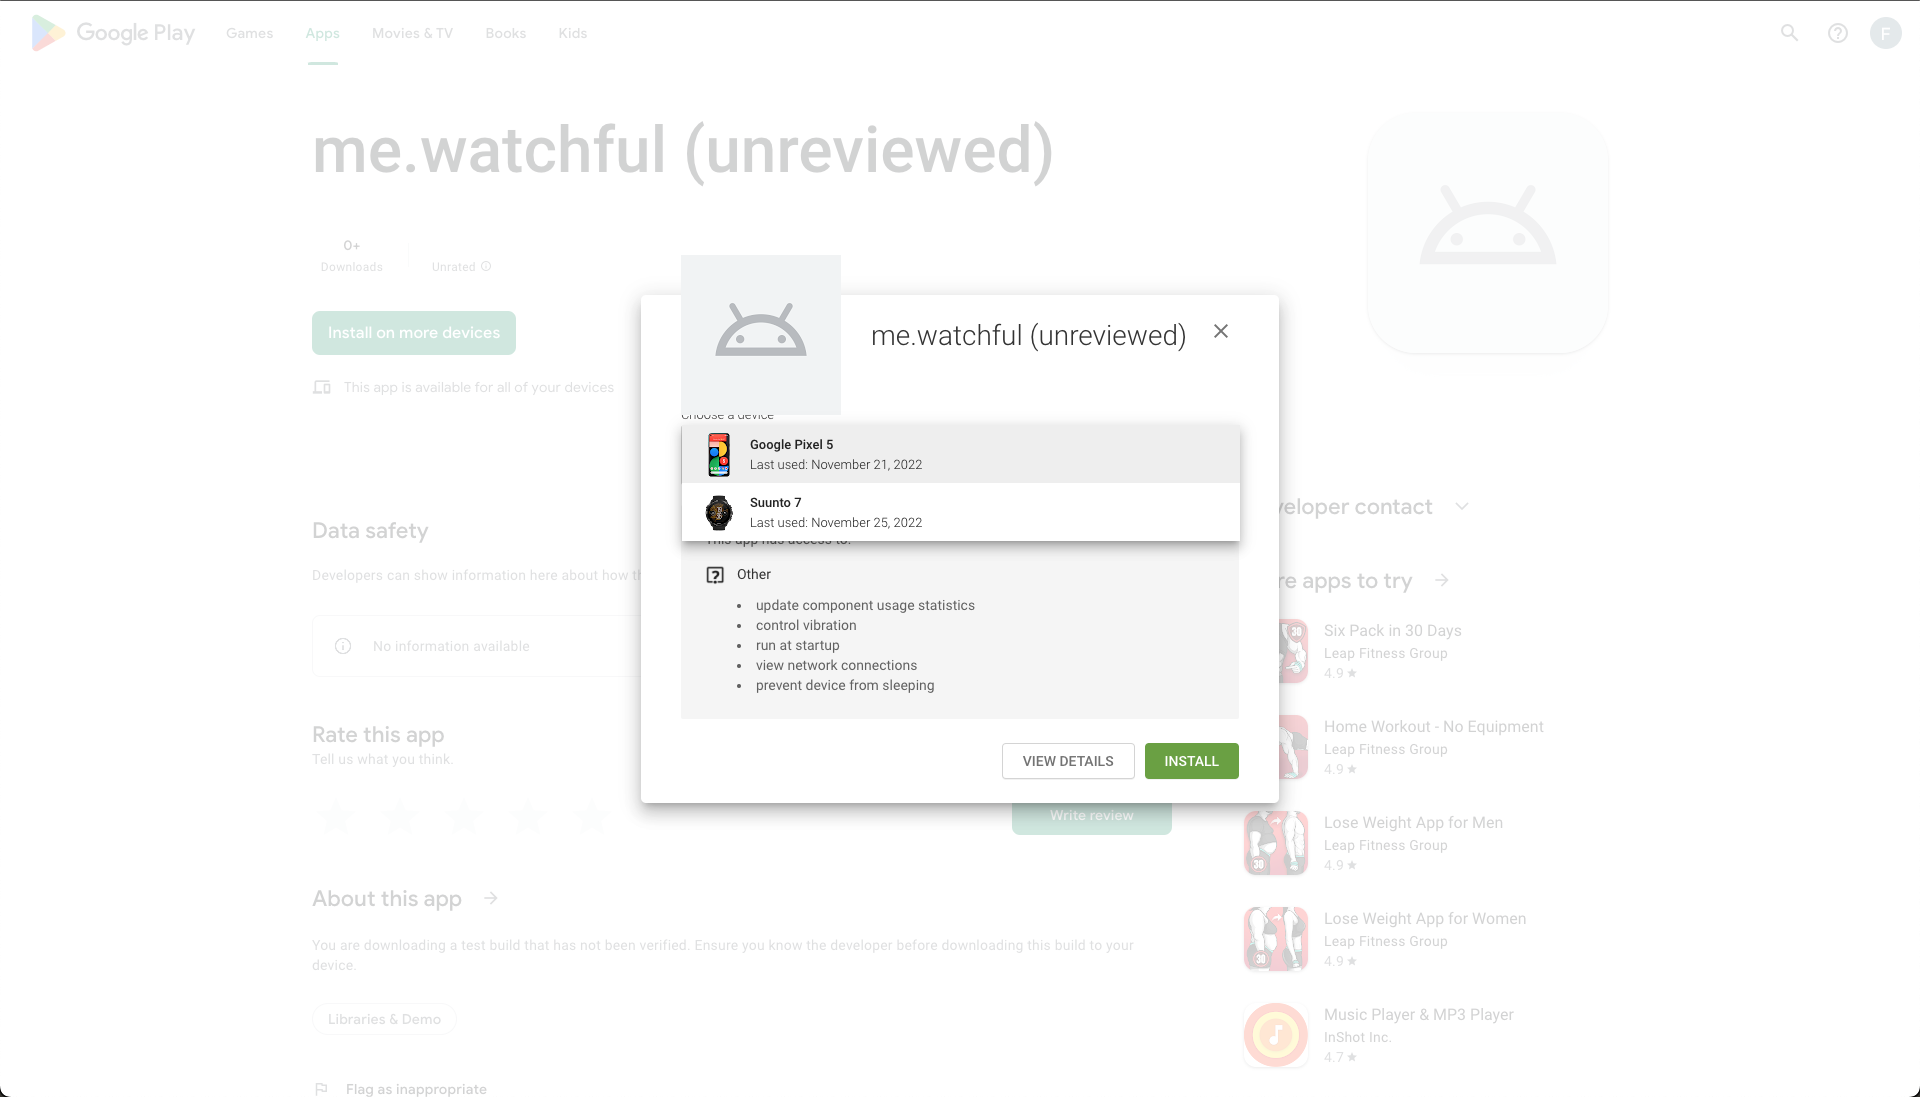 Google Play
Games
Apps
Movies & TV
Books
Kids
F
me.watchful (unreviewed)
0+
Downloads
Unrated
Install on more devices
This app is available for all of your devices
me.watchful (unreviewed)
Choose a device
Google Pixel 5
Last used: November 21, 2022
Suunto 7
Last used: November 25, 2022
This app has access to:
Other
• update component usage statistics
• control vibration
• run at startup
• view network connections
• prevent device from sleeping
VIEW DETAILS
INSTALL
Data safety
Developers can show information here about how
No information available
Rate this app
Tell us what you think.
Write review
About this app
You are downloading a test build that has not been verified. Ensure you know the developer before downloading this build to your
device.
Libraries & Demo
Flag as inappropriate
contact
apps to try
30
Six Pack in 30 Days
Leap Fitness Group
4.9★
Home Workout - No Equipment
Leap Fitness Group
4.9★
30
Lose Weight App for Men
Leap Fitness Group
4.9★
30
Lose Weight App for Women
Leap Fitness Group
4.9★
Music Player & MP3 Player
InShot Inc.
4.7★